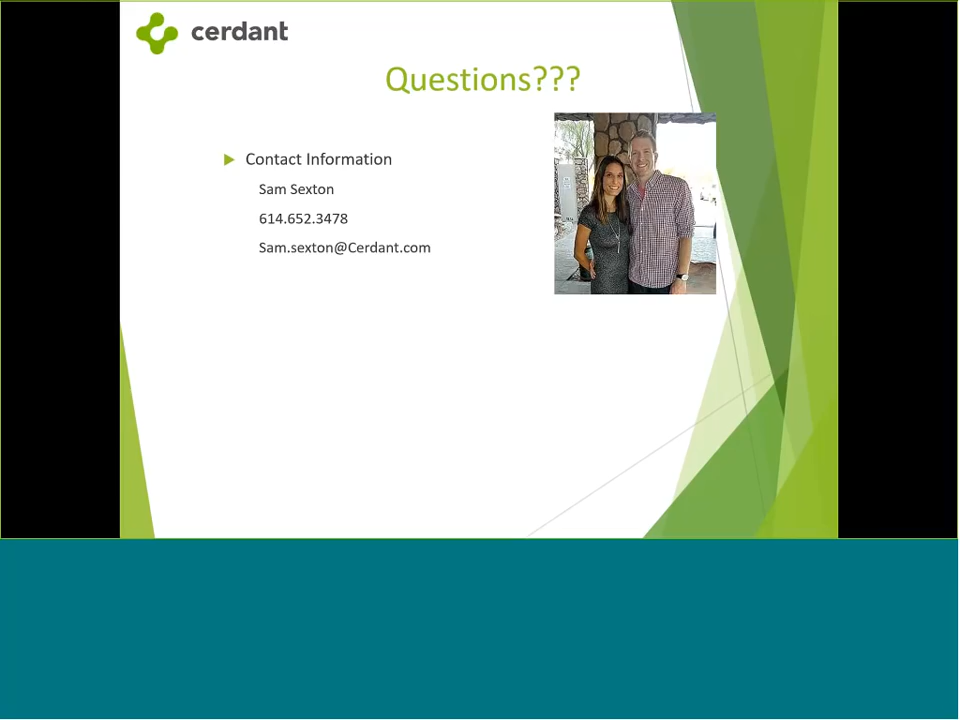 cerdant
Questions???
Contact Information
Sam Sexton
614.652.3478
Sam.sexton@Cerdant.com